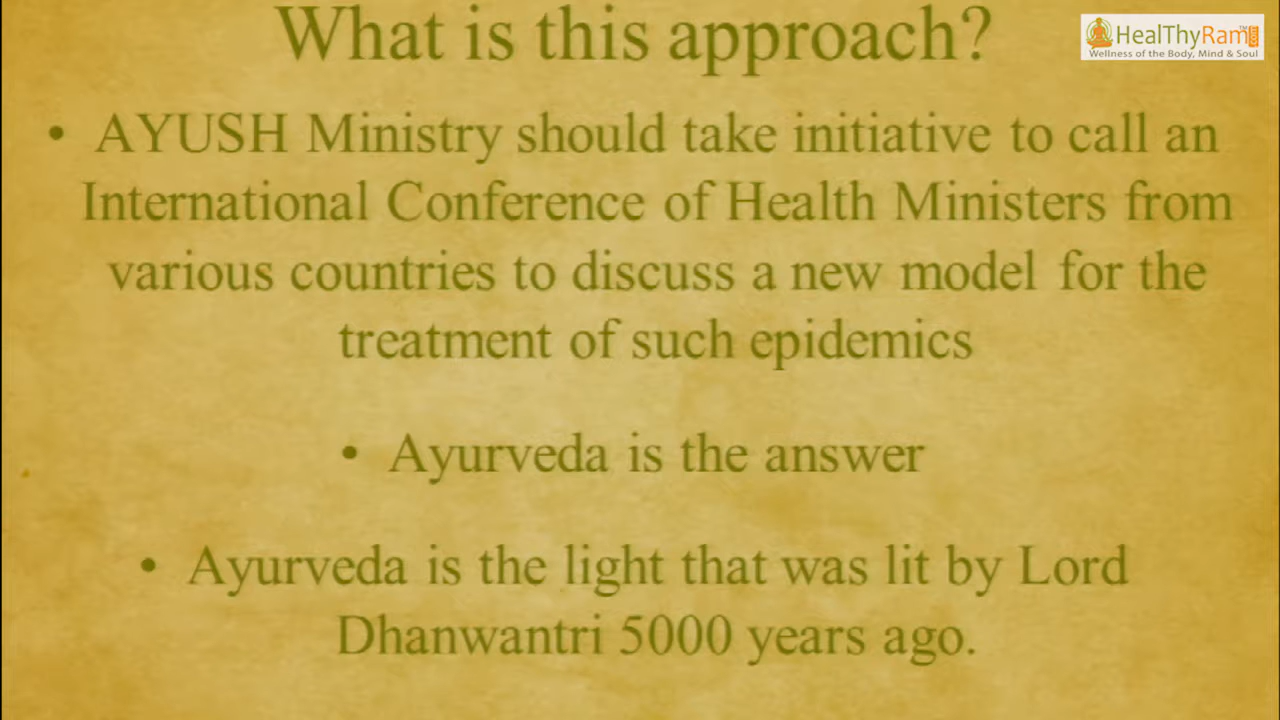 What is this approach?
HealThyRam
Wellness of the Body, Mind & Soul
• AYUSH Ministry should take initiative to call an
International Conference of Health Ministers from
various countries to discuss a new model for the
treatment of such epidemics
• Ayurveda is the answer
• Ayurveda is the light that was lit by Lord
Dhanwantri 5000 years ago.